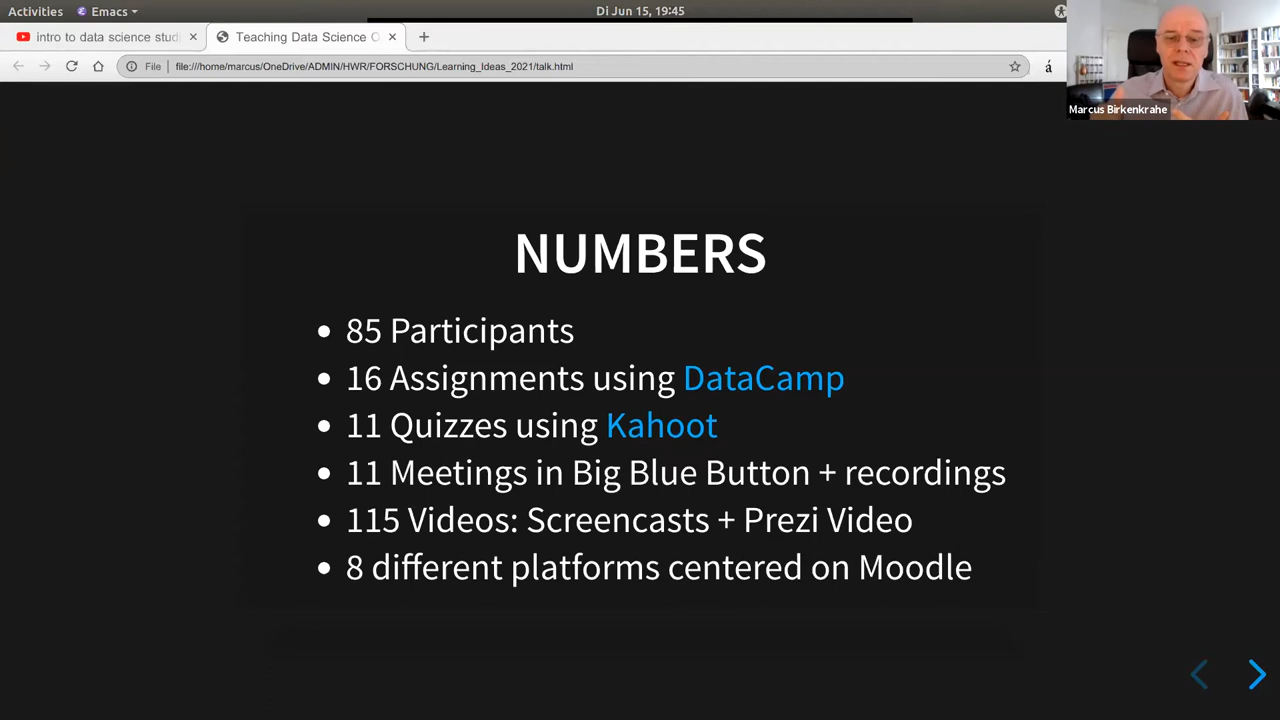 Activities Emacs Di Jun 15, 19:45
intro to data science stud Teaching Data Science O
File file:///home/marcus/OneDrive/ADMIN/HWR/FORSCHUNG/Learning_Ideas_2021/talk.html á
Marcus Birkenkrahe
NUMBERS
• 85 Participants
• 16 Assignments using DataCamp
• 11 Quizzes using Kahoot
• 11 Meetings in Big Blue Button + recordings
• 115 Videos: Screencasts + Prezi Video
• 8 different platforms centered on Moodle